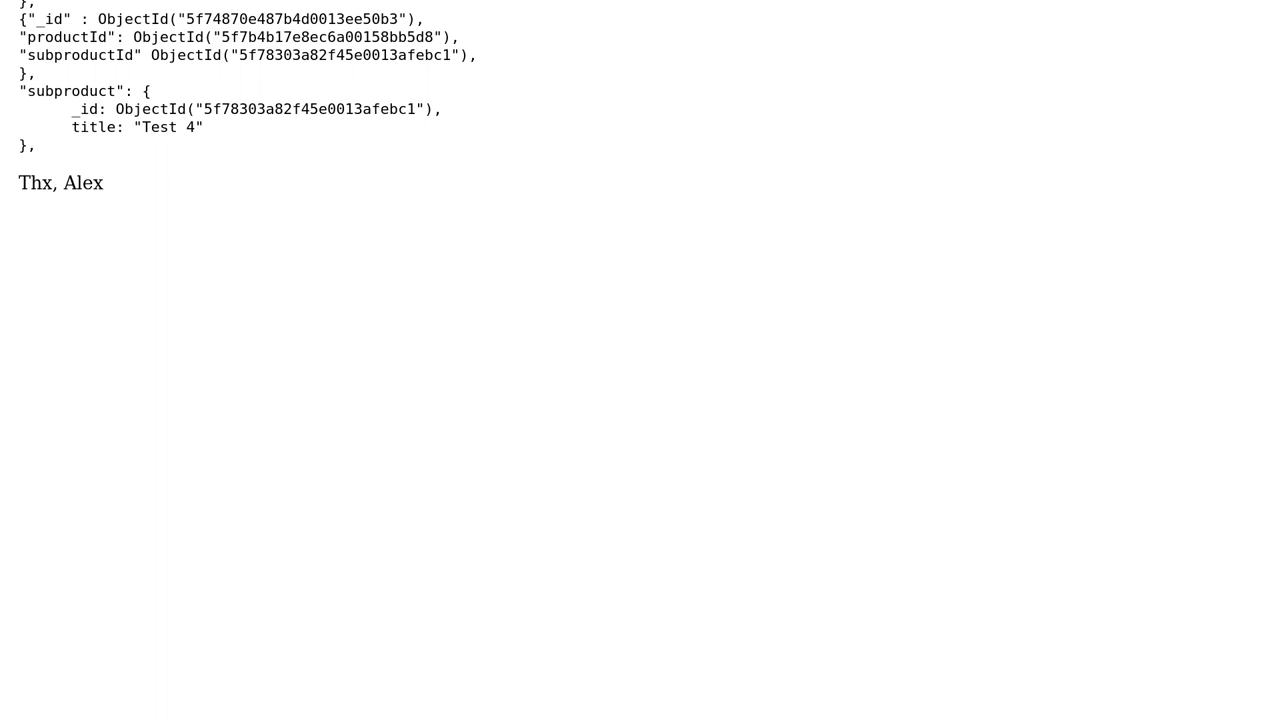 },
{"_id" : ObjectId("5f74870e487b4d0013ee50b3"),
"productId": ObjectId("5f7b4b17e8ec6a00158bb5d8"),
"subproductId" ObjectId("5f78303a82f45e0013afebc1"),
},
"subproduct": {
      _id: ObjectId("5f78303a82f45e0013afebc1"),
      title: "Test 4"
},
Thx, Alex